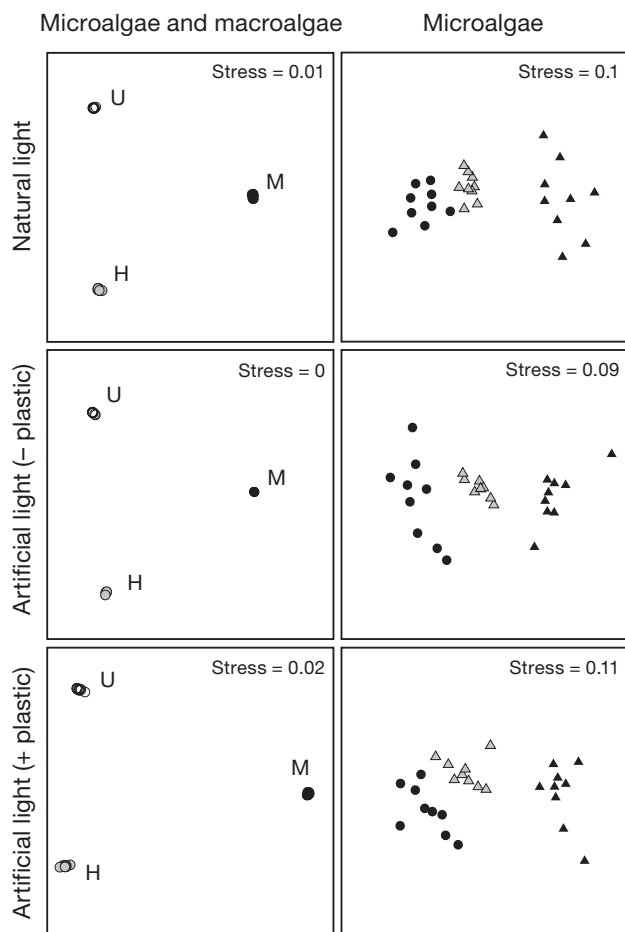 Microalgae and macroalgae
Microalgae
Natural light
Stress = 0.01
U
M
H
Stress = 0.1
Artificial light (– plastic)
Stress = 0
U
M
H
Stress = 0.09
Artificial light (+ plastic)
Stress = 0.02
U
M
H
Stress = 0.11